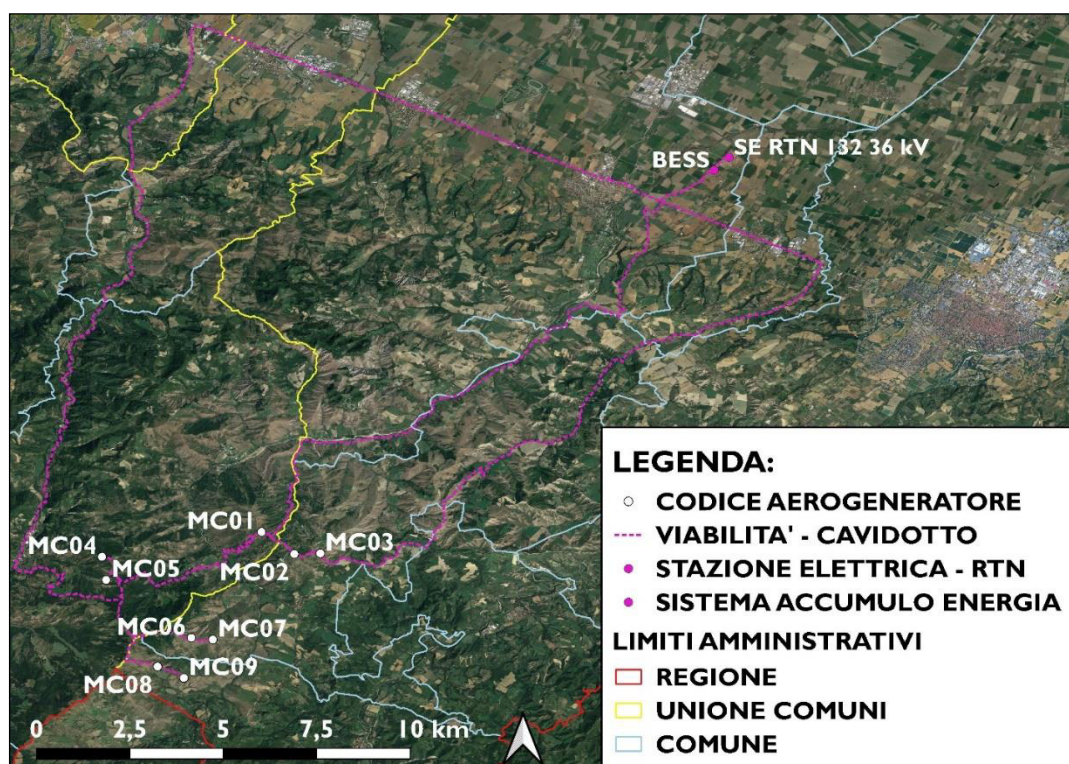 SE RTN 132 36 kV
BESS
MC01
MC04
MC03
MC05
MC02
MC06
MC07
MC09
MC08
0 2,5 5 7,5 10 km
LEGENDA:
CODICE AEROGENERATORE
VIABILITA' - CAVIDOTTO
STAZIONE ELETTRICA - RTN
SISTEMA ACCUMULO ENERGIA
LIMITI AMMINISTRATIVI
REGIONE
UNIONE COMUNI
COMUNE